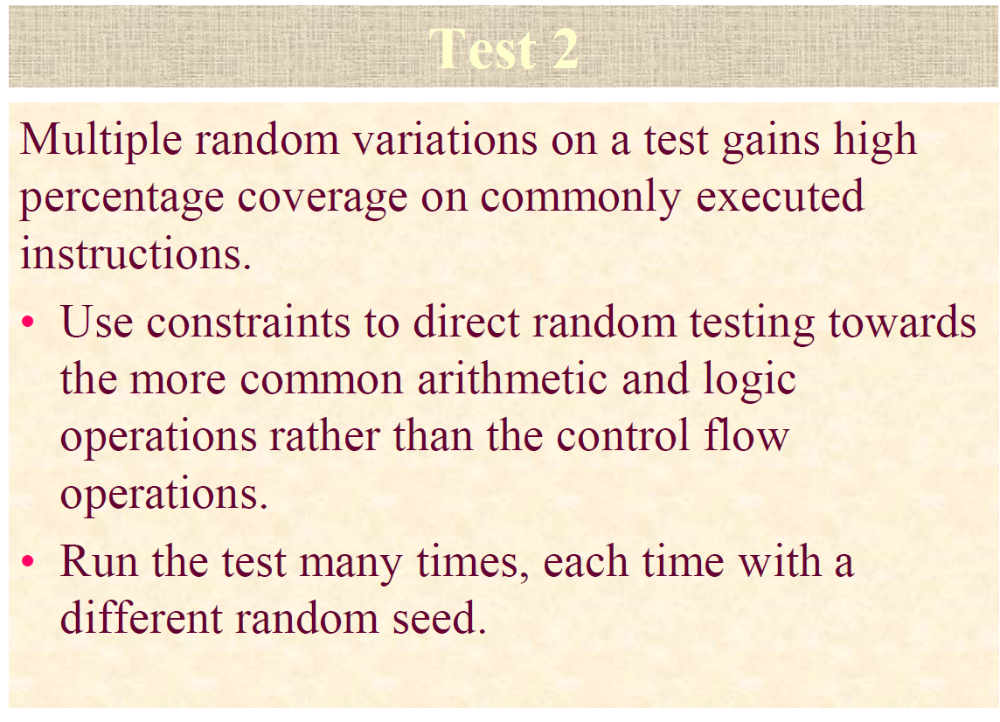 Test 2
Multiple random variations on a test gains high
percentage coverage on commonly executed
instructions.
• Use constraints to direct random testing towards
the more common arithmetic and logic
operations rather than the control flow
operations.
• Run the test many times, each time with a
different random seed.